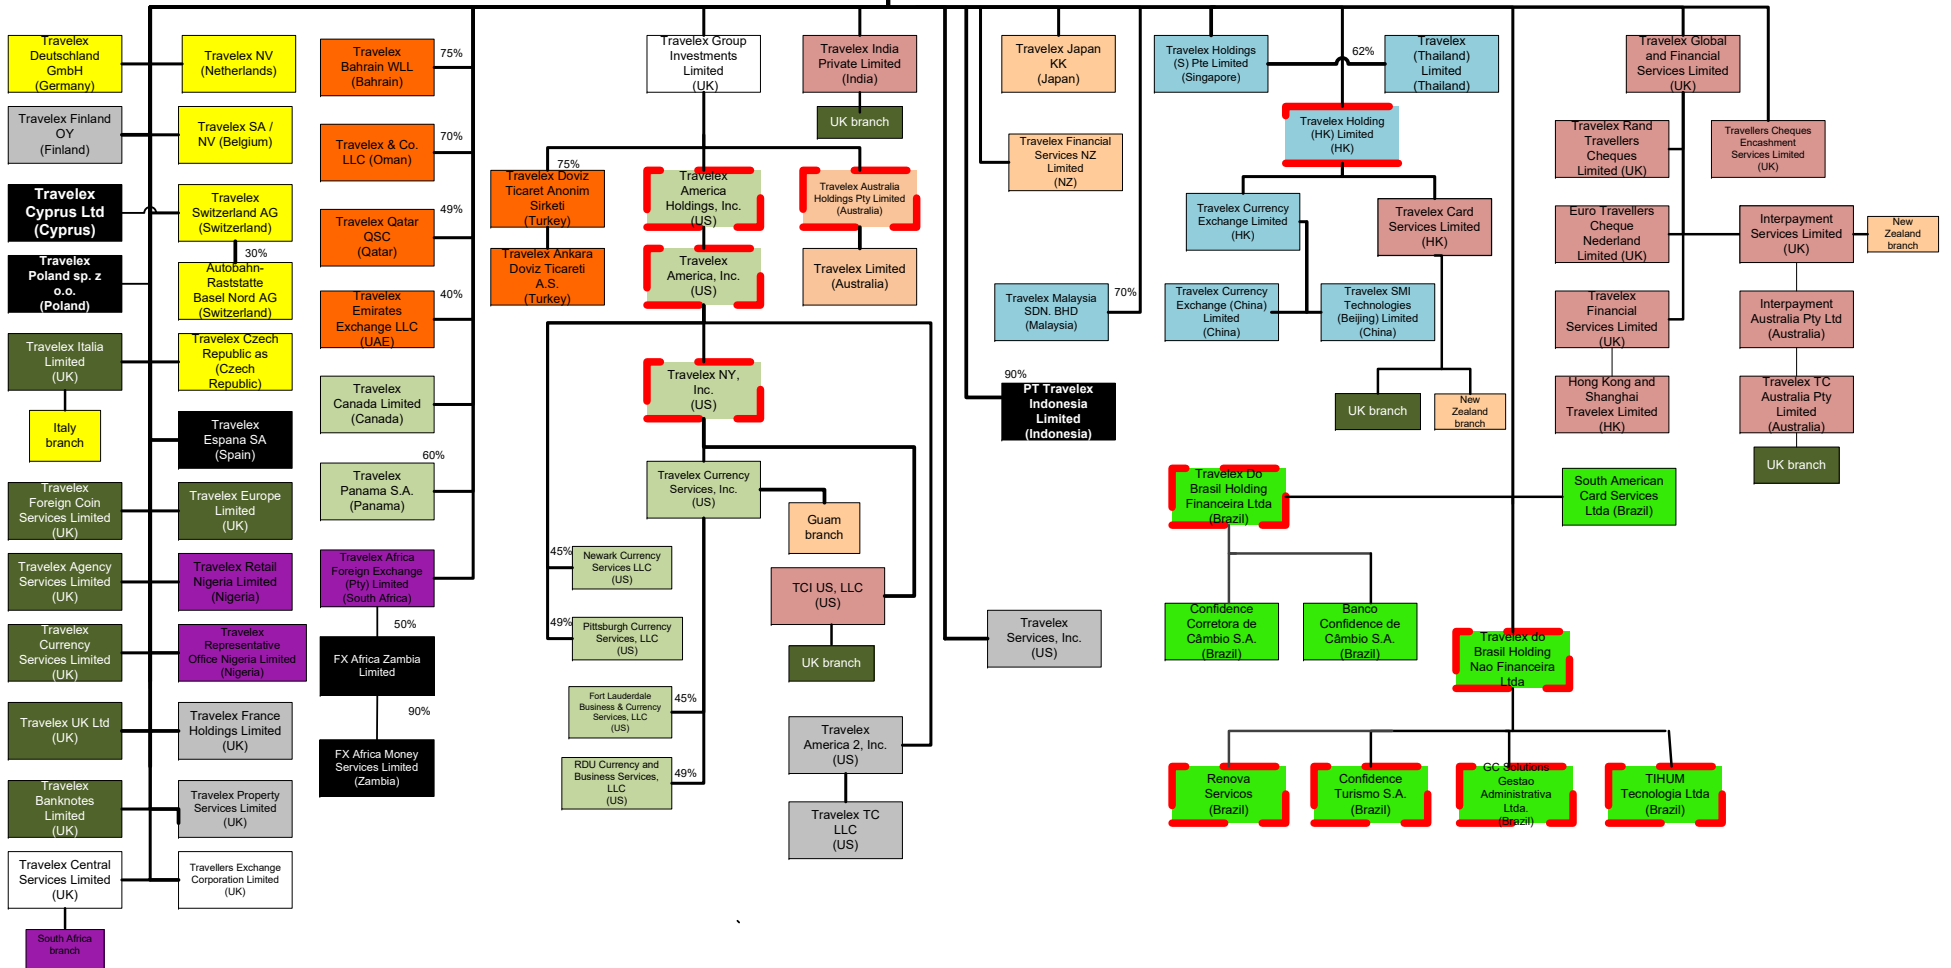 Travelex
Deutschland
GmbH
(Germany)
Travelex NV
(Netherlands)
Travelex Finland
OY
(Finland)
Travelex SA /
NV (Belgium)
Travelex
Cyprus Ltd
(Cyprus)
Travelex
Switzerland AG
(Switzerland)
30%
Travelex
Poland sp. z
o.o.
(Poland)
Autobahn-
Raststatte
Basel Nord AG
(Switzerland)
Travelex Italia
Limited
(UK)
Travelex Czech
Republic as
(Czech
Republic)
Italy
branch
Travelex
Espana SA
(Spain)
Travelex
Foreign Coin
Services Limited
(UK)
Travelex Europe
Limited
(UK)
Travelex Agency
Services Limited
(UK)
Travelex Retail
Nigeria Limited
(Nigeria)
Travelex
Currency
Services Limited
(UK)
Travelex
Representative
Office Nigeria Limited
(Nigeria)
Travelex UK Ltd
(UK)
Travelex France
Holdings Limited
(UK)
Travelex
Banknotes
Limited
(UK)
Travelex Property
Services Limited
(UK)
Travelex Central
Services Limited
(UK)
Travellers Exchange
Corporation Limited
(UK)
South Africa
branch
Travelex
Bahrain WLL
(Bahrain)
75%
Travelex & Co.
LLC (Oman)
70%
Travelex Qatar
QSC
(Qatar)
49%
Travelex
Emirates
Exchange LLC
(UAE)
40%
Travelex
Canada Limited
(Canada)
60%
Travelex
Panama S.A.
(Panama)
Travelex Africa
Foreign Exchange
(Pty) Limited
(South Africa)
50%
FX Africa Zambia
Limited
90%
FX Africa Money
Services Limited
(Zambia)
Travelex Group
Investments
Limited
(UK)
75%
Travelex Doviz
Ticaret Anonim
Sirketi
(Turkey)
Travelex Ankara
Doviz Ticareti
A.S.
(Turkey)
Travelex
America
Holdings, Inc.
(US)
Travelex
America, Inc.
(US)
Travelex Australia
Holdings Pty Limited
(Australia)
Travelex Limited
(Australia)
Travelex NY,
Inc.
(US)
Travelex Currency
Services, Inc.
(US)
Guam
branch
45%
Newark Currency
Services LLC
(US)
TCI US, LLC
(US)
49%
Pittsburgh Currency
Services, LLC
(US)
UK branch
Fort Lauderdale
Business & Currency
Services, LLC
(US)
45%
Travelex
America 2, Inc.
(US)
RDU Currency and
Business Services,
LLC
(US)
49%
Travelex TC
LLC
(US)
Travelex India
Private Limited
(India)
UK branch
Travelex Japan
KK
(Japan)
Travelex Financial
Services NZ
Limited
(NZ)
Travelex Malaysia
SDN. BHD
(Malaysia)
70%
90%
PT Travelex
Indonesia
Limited
(Indonesia)
Travelex
Services, Inc.
(US)
Travelex Holdings
(S) Pte Limited
(Singapore)
62%
Travelex
(Thailand)
Limited
(Thailand)
Travelex Holding
(HK) Limited
(HK)
Travelex Currency
Exchange Limited
(HK)
Travelex Card
Services Limited
(HK)
Travelex Currency
Exchange (China)
Limited
(China)
Travelex SMI
Technologies
(Beijing) Limited
(China)
UK branch
New
Zealand
branch
Travelex Do
Brasil Holding
Financeira Ltda
(Brazil)
South American
Card Services
Ltda (Brazil)
Confidence
Corretora de
Câmbio S.A.
(Brazil)
Banco
Confidence de
Câmbio S.A.
(Brazil)
Travelex do
Brasil Holding
Nao Financeira
Ltda
Renova
Servicos
(Brazil)
Confidence
Turismo S.A.
(Brazil)
GC Solutions
Gestao
Administrativa
Ltda.
(Brazil)
TIHUM
Tecnologia Ltda
(Brazil)
Travelex Global
and Financial
Services Limited
(UK)
Travelex Rand
Travellers
Cheques
Limited (UK)
Travellers Cheques
Encashment
Services Limited
(UK)
Euro Travellers
Cheque
Nederland
Limited (UK)
Interpayment
Services Limited
(UK)
New
Zealand
branch
Travelex
Financial
Services Limited
(UK)
Interpayment
Australia Pty Ltd
(Australia)
Hong Kong and
Shanghai
Travelex Limited
(HK)
Travelex TC
Australia Pty
Limited
(Australia)
UK branch
`